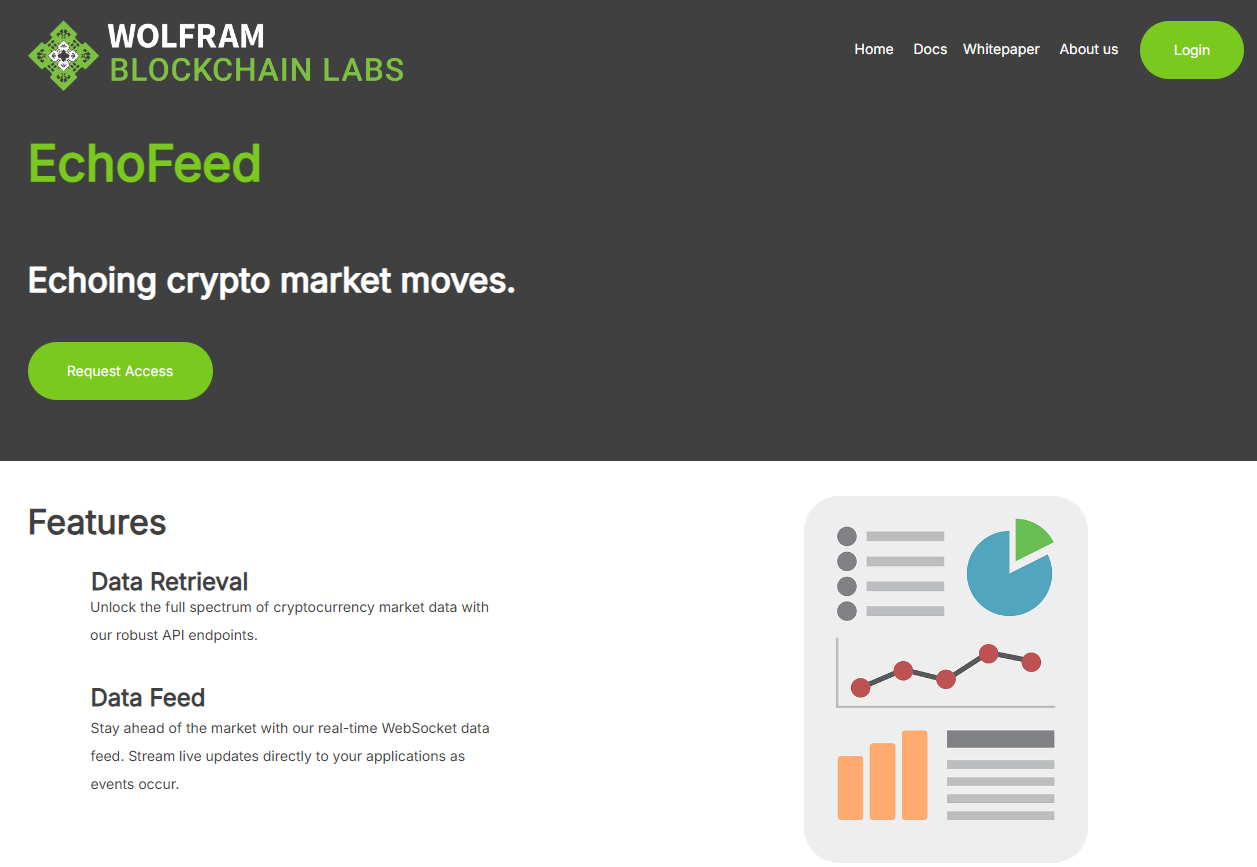 WOLFRAM
BLOCKCHAIN LABS
Home Docs Whitepaper About us Login
EchoFeed
Echoing crypto market moves.
Request Access
Features
Data Retrieval
Unlock the full spectrum of cryptocurrency market data with
our robust API endpoints.
Data Feed
Stay ahead of the market with our real-time WebSocket data
feed. Stream live updates directly to your applications as
events occur.